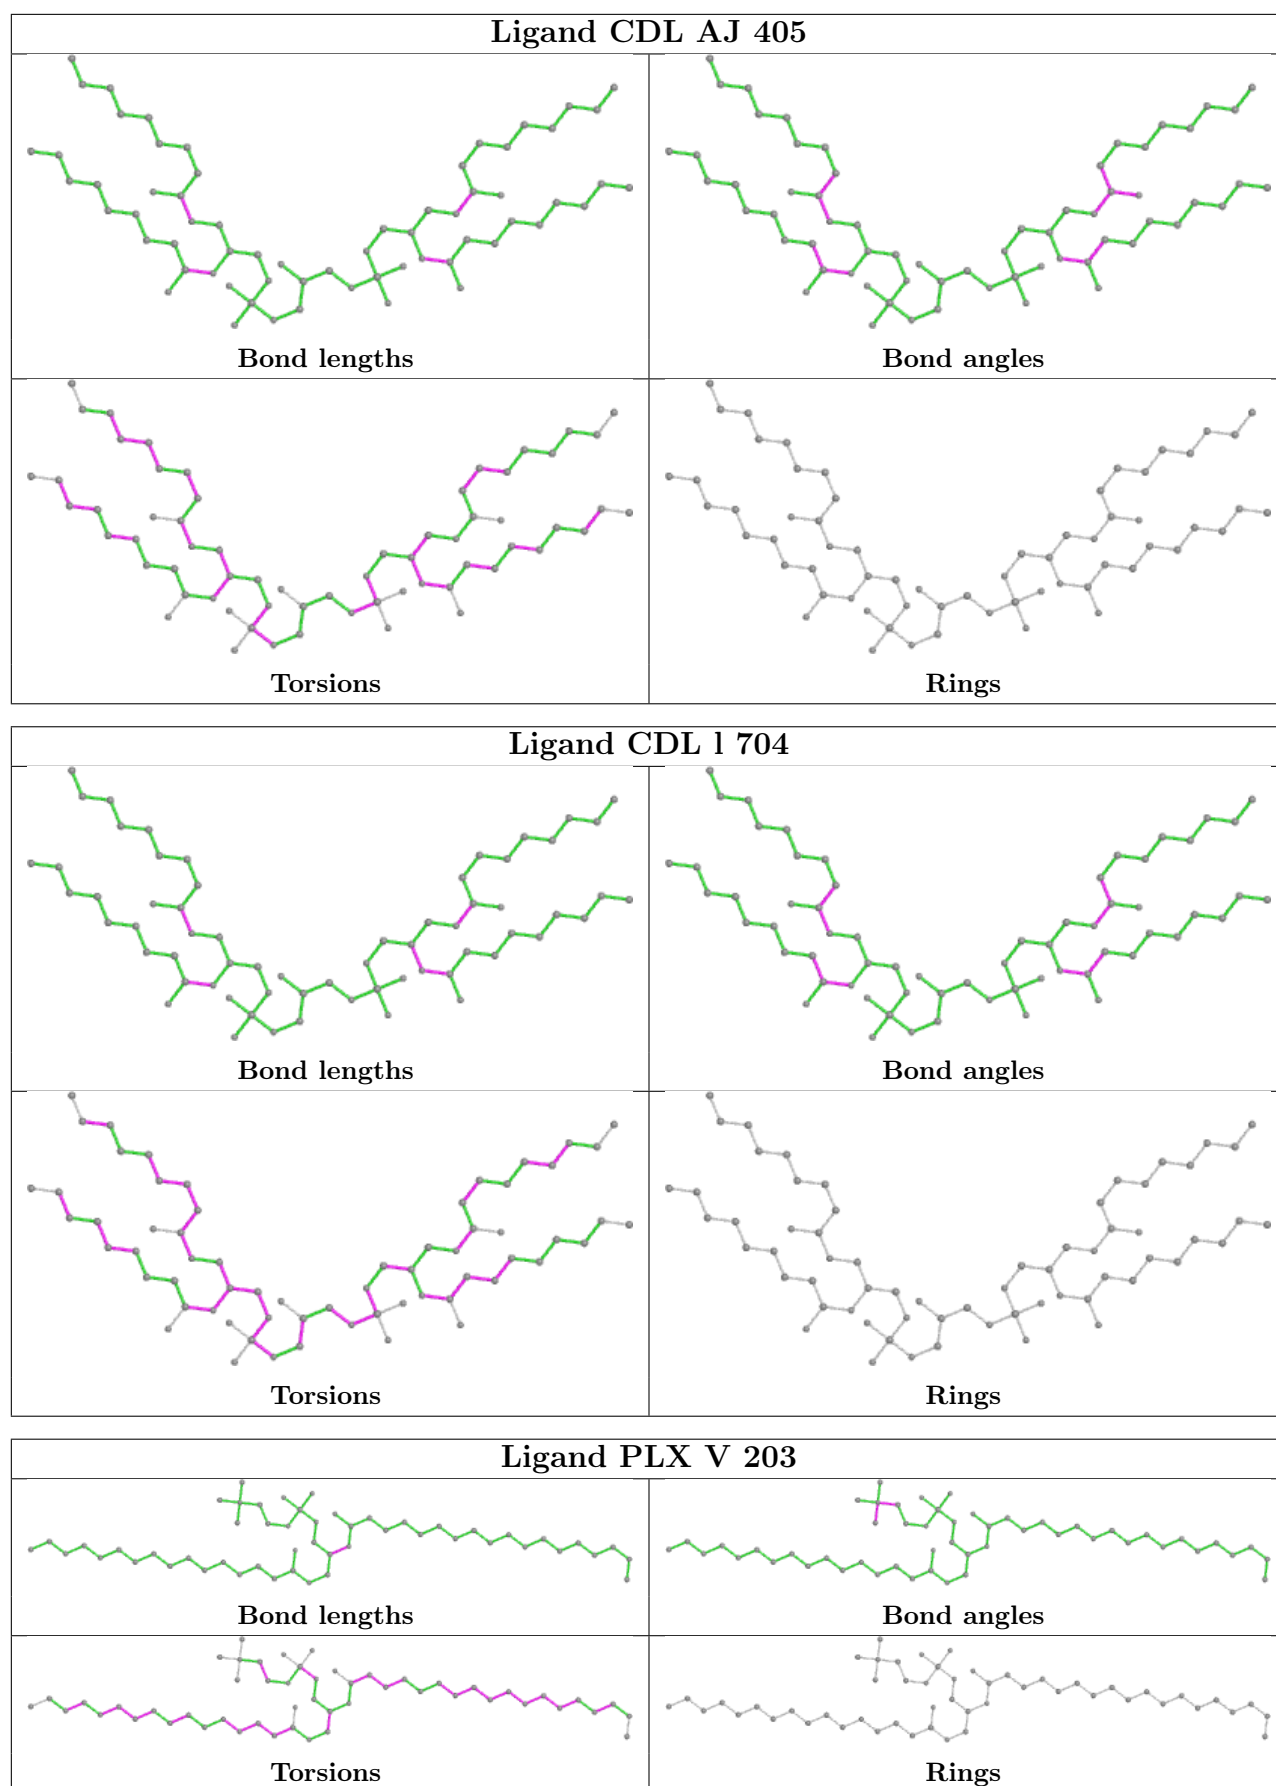 Ligand CDL AJ 405
Bond lengths
Bond angles
Torsions
Rings
Ligand CDL l 704
Bond lengths
Bond angles
Torsions
Rings
Ligand PLX V 203
Bond lengths
Bond angles
Torsions
Rings